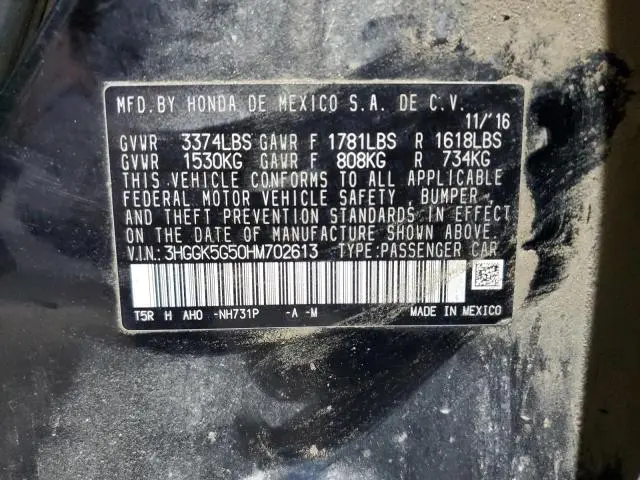 MFD. BY HONDA DE MEXICO S.A. DE C.V.
11/'16
GVWR 3374LBS GAWR F 1781LBS R 1618LBS
GVWR 1530KG GAWR F 808KG R 734KG
THIS VEHICLE CONFORMS TO ALL APPLICABLE
FEDERAL MOTOR VEHICLE SAFETY, BUMPER,
AND THEFT PREVENTION STANDARDS IN EFFECT
ON THE DATE OF MANUFACTURE SHOWN ABOVE.
V.I.N.: 3HGGK5G50HM702613 TYPE: PASSENGER CAR
T5R H AH0 -NH731P -A -M MADE IN MEXICO